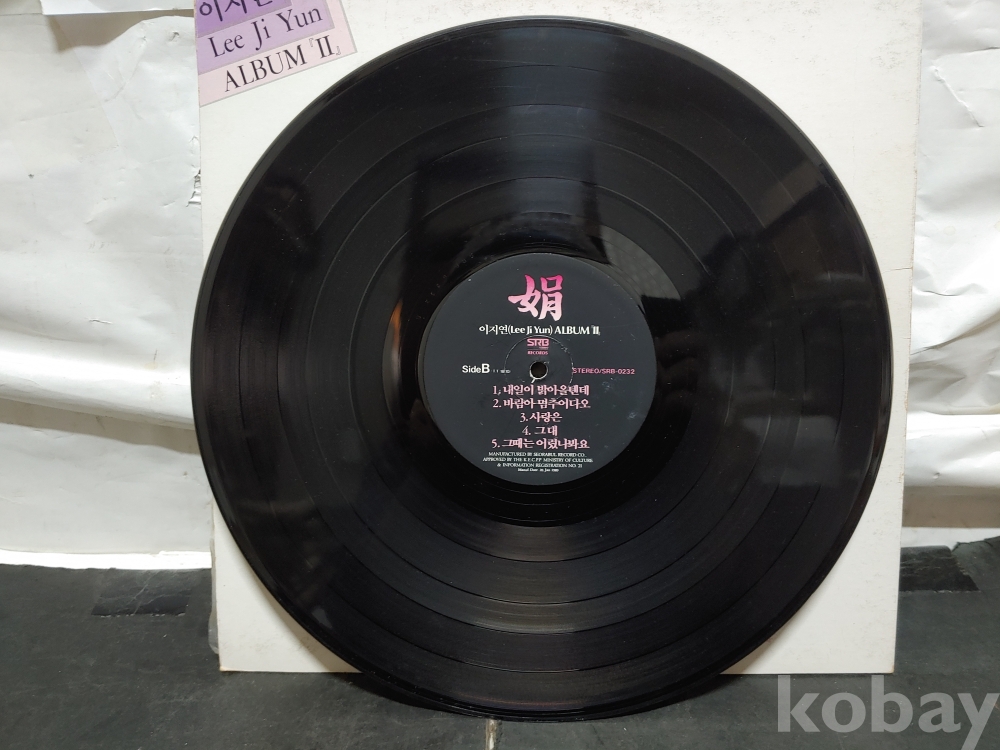 이지연
Lee Ji Yun
ALBUM『II』
娟
이지연(Lee Ji Yun) ALBUM『II』
SRB
RECORDS
Side B
STEREO/SRB-0232
1. 내일이 밝아올텐데
2. 바람아 멈추어다오
3. 사랑은
4. 그대
5. 그때는 어렸나봐요
MANUFACTURED BY SEORABUL RECORD CO.
APPROVED BY THE R.E.C.P.P MINISTRY OF CULTURE
& INFORMATION REGISTRATION NO. 21
kobay